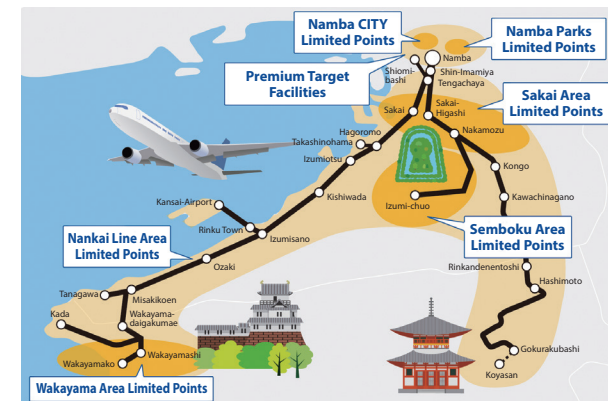 Namba CITY
Limited Points
Namba Parks
Limited Points
Premium Target
Facilities
Namba
Shiomi-
bashi
Shin-Imamiya
Tengachaya
Sakai Area
Limited Points
Sakai
Sakai-
Higashi
Hagoromo
Takashinohama
Nakamozu
Izumiotsu
Kongo
Kishiwada
Kawachinagano
Kansai-Airport
Izumi-chuo
Semboku Area
Limited Points
Nankai Line Area
Limited Points
Rinku Town
Izumisano
Ozaki
Rinkandenentoshi
Hashimoto
Tanagawa
Misakikoen
Kada
Wakayama-
daigakumae
Wakayamashi
Wakayamako
Gokurakubashi
Koyasan
Wakayama Area Limited Points